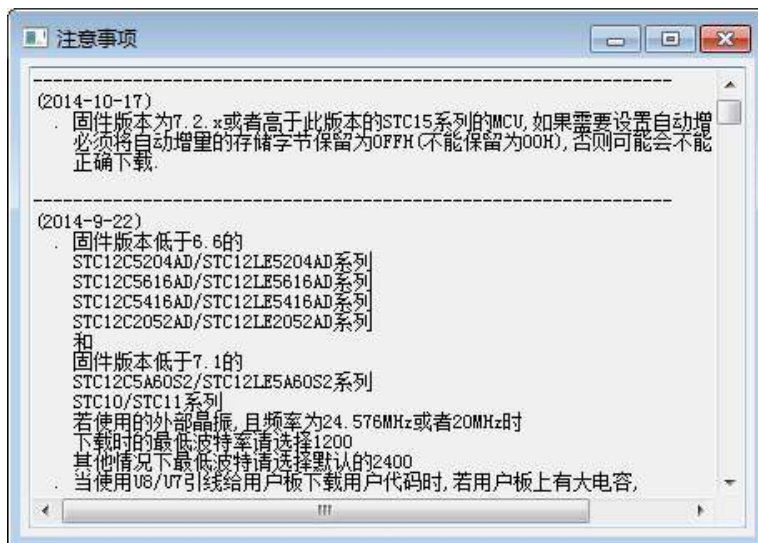 注意事项
----------------------------------------------------------------
(2014-10-17)
. 固件版本为7.2.x或者高于此版本的STC15系列的MCU,如果需要设置自动增
必须将自动增量的存储字节保留为0FFH(不能保留为00H),否则可能会不能
正确下载.
----------------------------------------------------------------
(2014-9-22)
. 固件版本低于6.6的
STC12C5204AD/STC12LE5204AD系列
STC12C5616AD/STC12LE5616AD系列
STC12C5416AD/STC12LE5416AD系列
STC12C2052AD/STC12LE2052AD系列
和
固件版本低于7.1的
STC12C5A60S2/STC12LE5A60S2系列
STC10/STC11系列
若使用的外部晶振,且频率为24.576MHz或者20MHz时
下载时的最低波特率请选择1200
其他情况下最低波特请选择默认的2400
. 当使用U8/U7引线给用户板下载用户代码时,若用户板上有大电容,